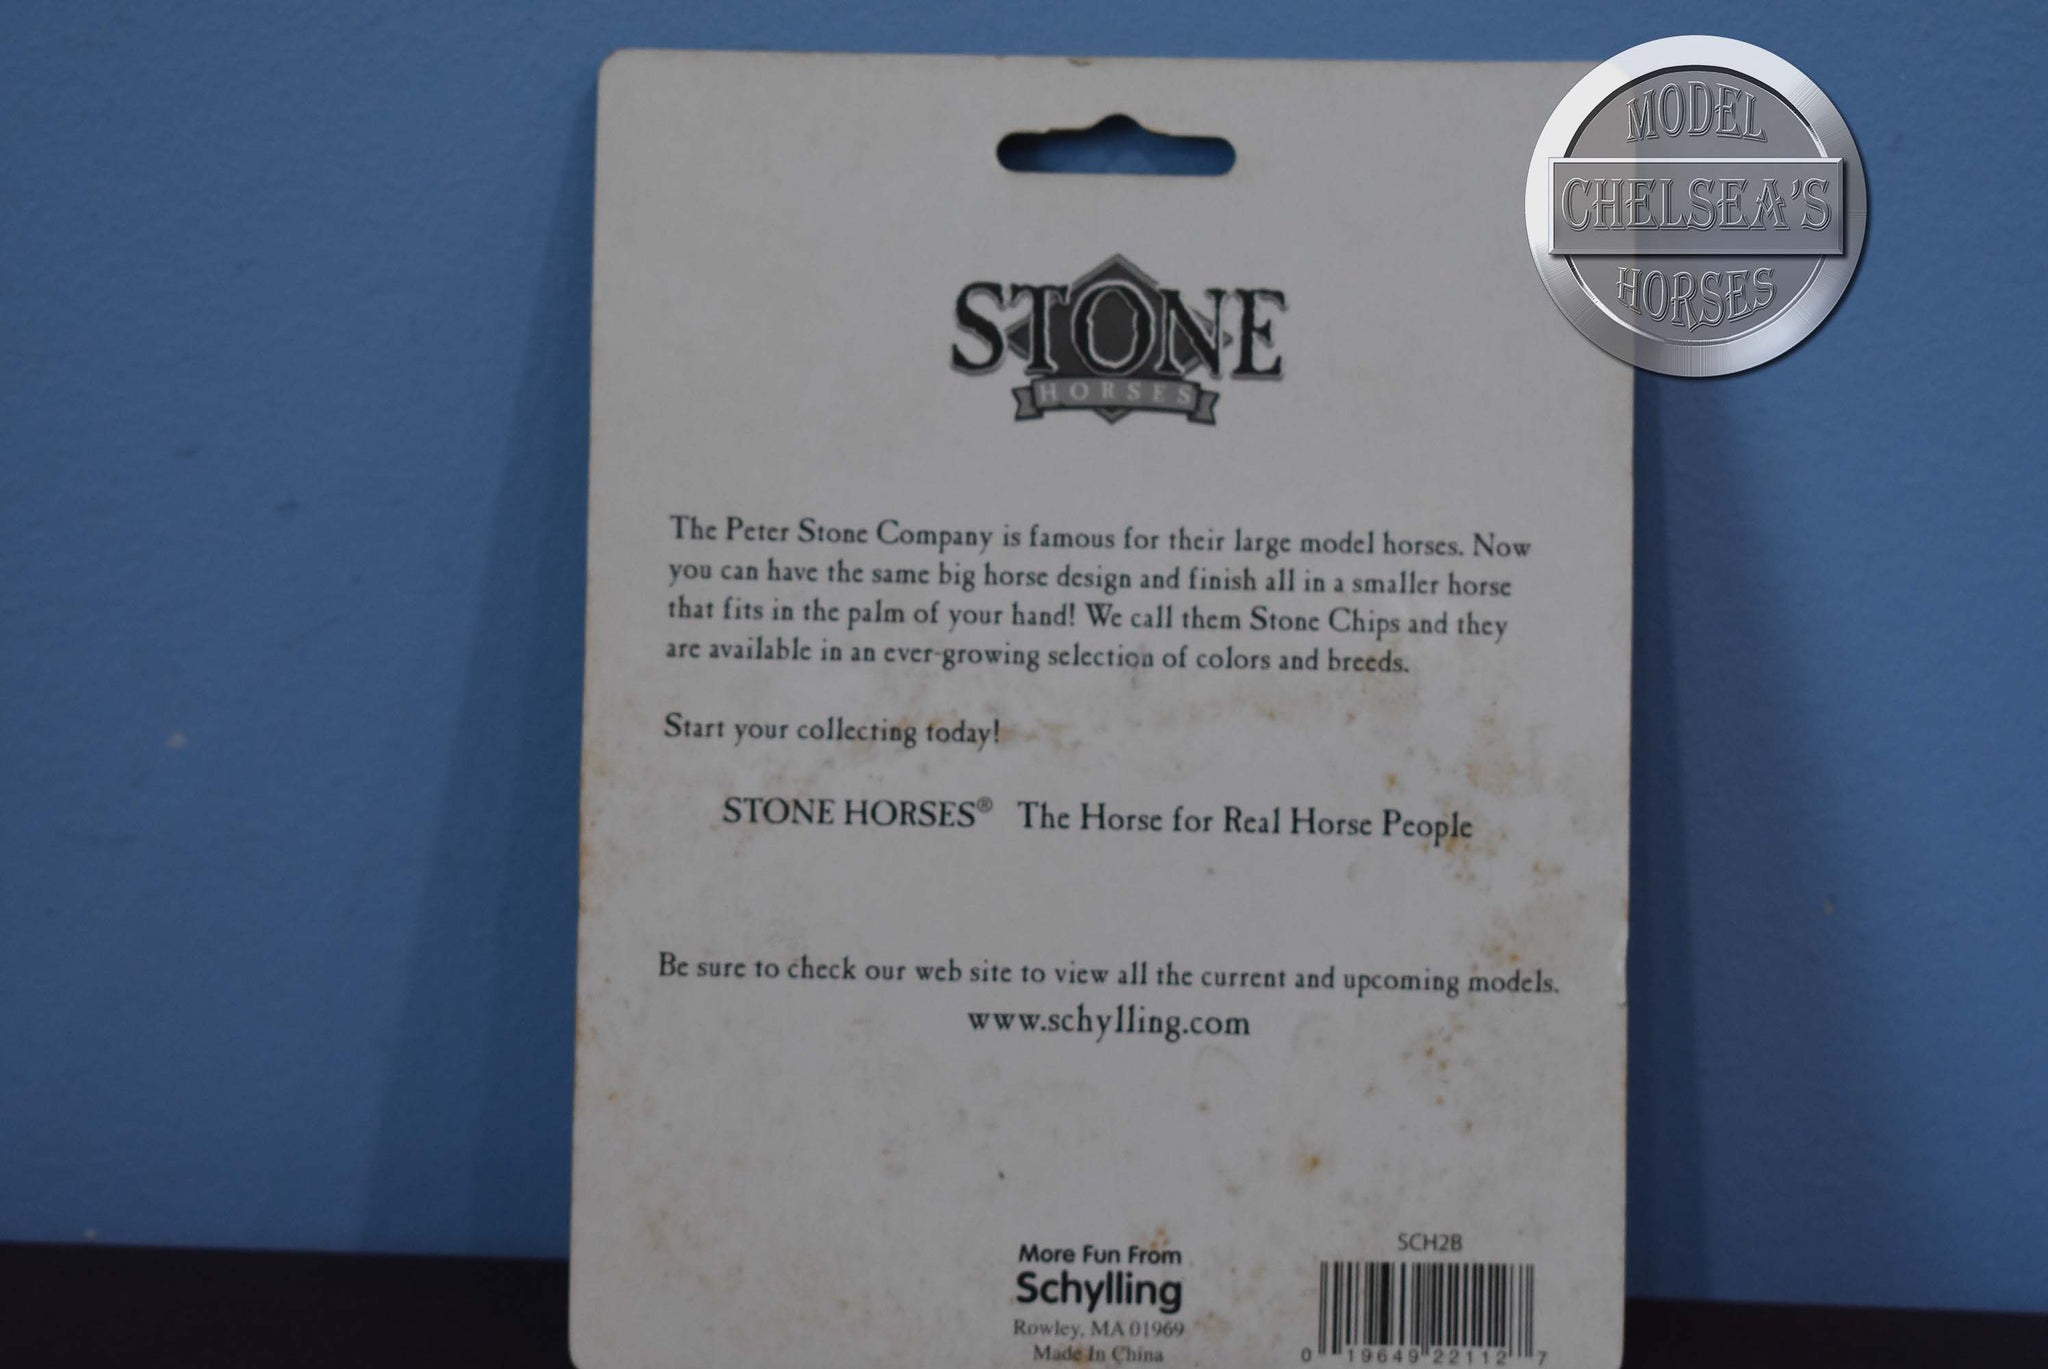 MODEL
CHELSEA'S
HORSES
STONE
HORSES
The Peter Stone Company is famous for their large model horses. Now
you can have the same big horse design and finish all in a smaller horse
that fits in the palm of your hand! We call them Stone Chips and they
are available in an ever-growing selection of colors and breeds.
Start your collecting today!
STONE HORSES® The Horse for Real Horse People
Be sure to check our web site to view all the current and upcoming models.
www.schylling.com
More Fun From
Schylling
Rowley, MA 01969
Made In China
SCH2B
0 19649 22112 7